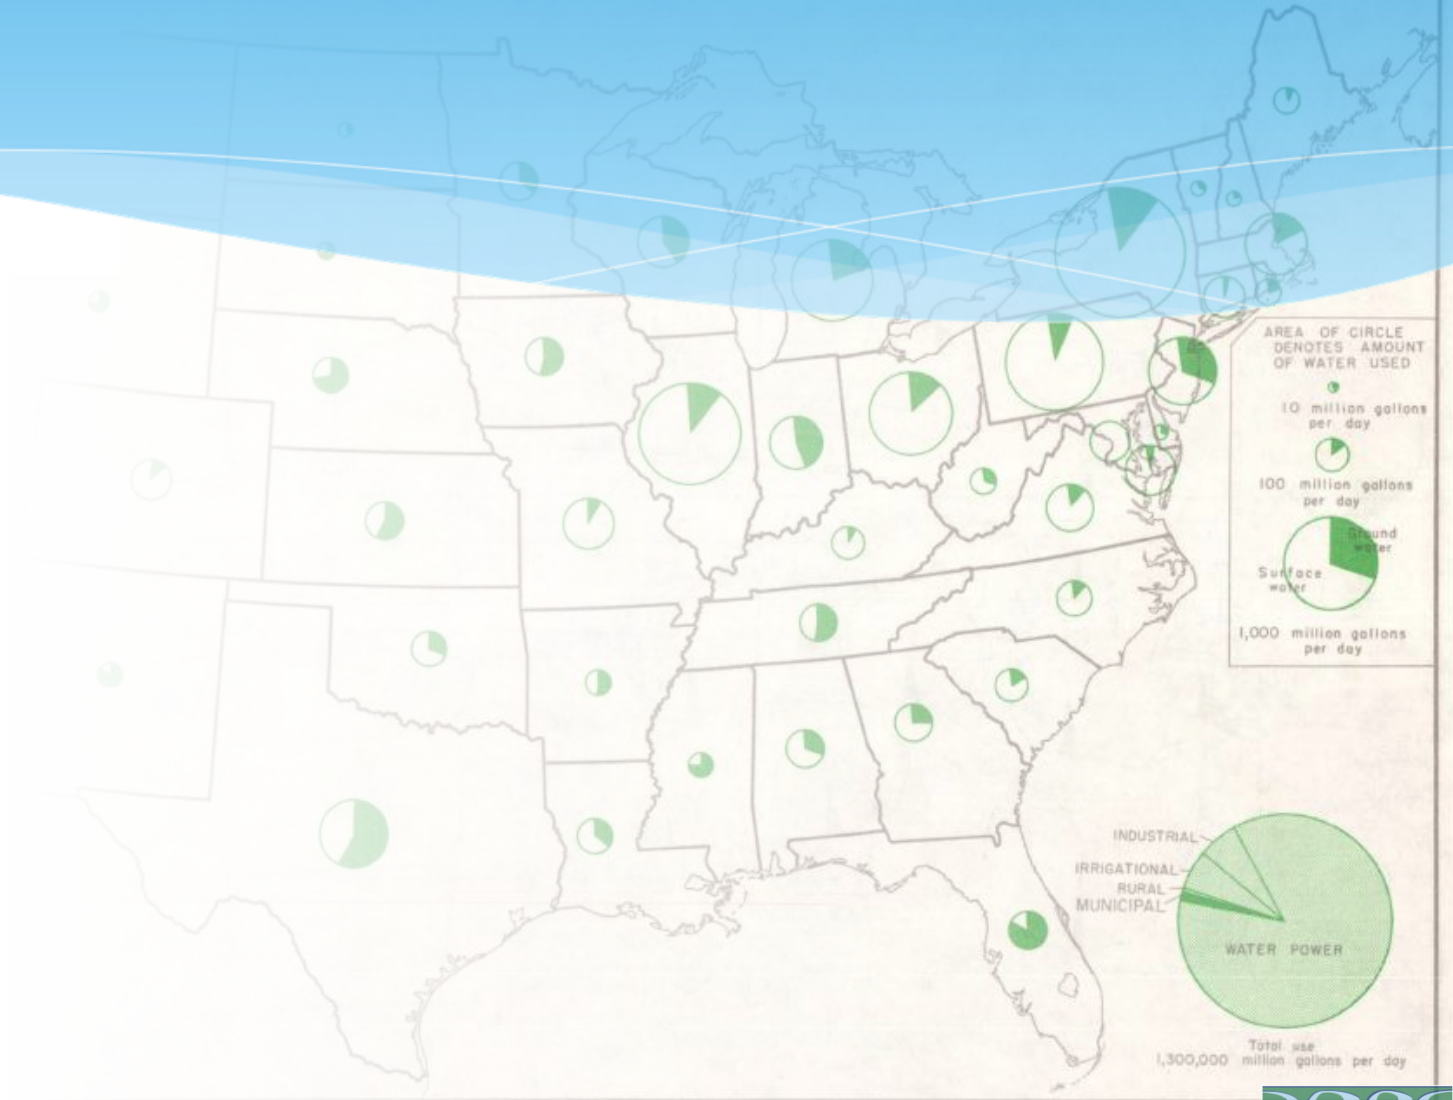 AREA OF CIRCLE
DENOTES AMOUNT
OF WATER USED
10 million gallons
per day
100 million gallons
per day
Ground
water
Surface
water
1,000 million gallons
per day
INDUSTRIAL
IRRIGATIONAL
RURAL
MUNICIPAL
WATER POWER
Total use
1,300,000 million gallons per day